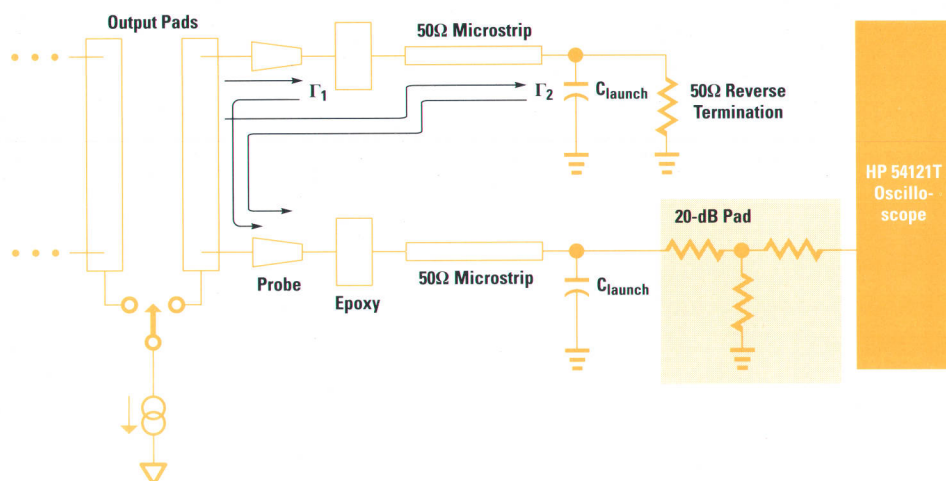 Output Pads
50Ω Microstrip
Γ1
Γ2
Claunch
50Ω Reverse
Termination
HP 54121T
Oscillo-
scope
20-dB Pad
Probe
Epoxy
50Ω Microstrip
Claunch